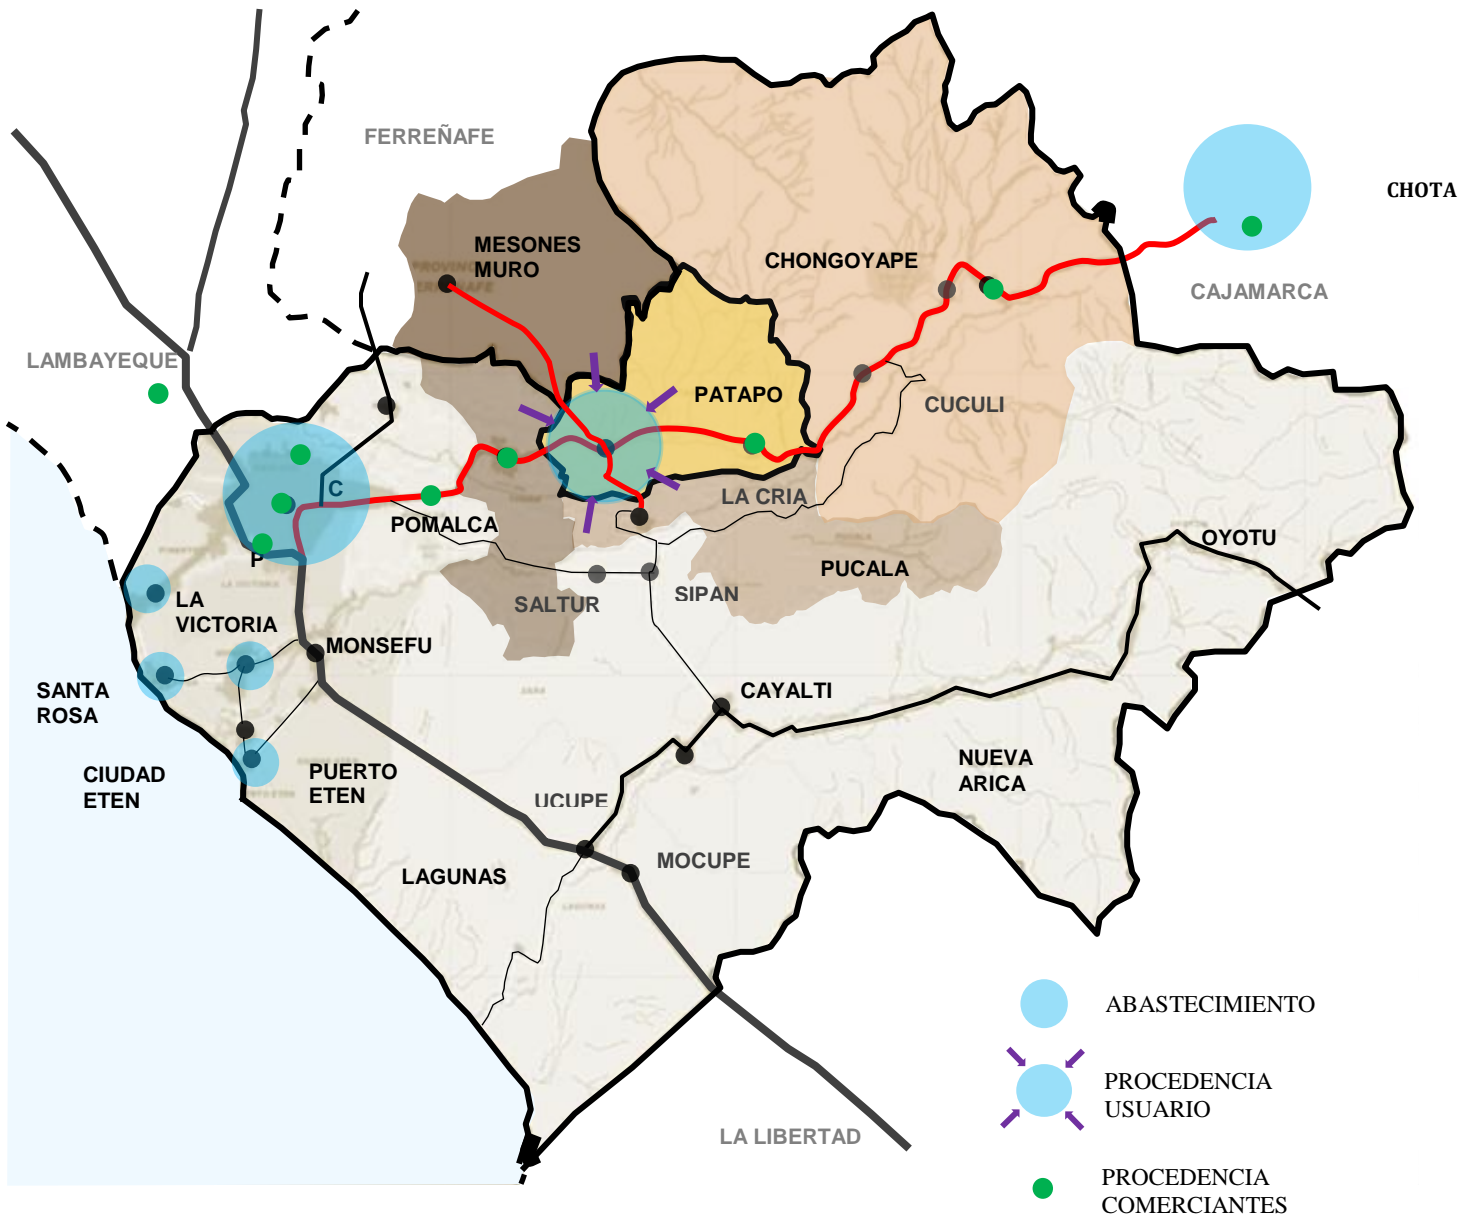 FERREÑAFE
CHOTA
MESONES
MURO
CHONGOYAPE
CAJAMARCA
LAMBAYEQUE
PATAPO
CUCULI
C
LA CRIA
POMALCA
OYOTU
P
PUCALA
SIPAN
SALTUR
LA
VICTORIA
MONSEFU
SANTA
ROSA
CAYALTI
CIUDAD
ETEN
PUERTO
ETEN
NUEVA
ARICA
UCUPE
MOCUPE
LAGUNAS
ABASTECIMIENTO
PROCEDENCIA
USUARIO
LA LIBERTAD
PROCEDENCIA
COMERCIANTES